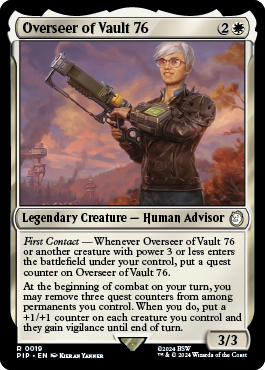 Overseer of Vault 76 2
Legendary Creature — Human Advisor
First Contact — Whenever Overseer of Vault 76
or another creature with power 3 or less enters
the battlefield under your control, put a quest
counter on Overseer of Vault 76.
At the beginning of combat on your turn, you
may remove three quest counters from among
permanents you control. When you do, put a
+1/+1 counter on each creature you control and
they gain vigilance until end of turn.
3/3
R 0019
PIP • EN Kieran Yanner
©2024 BSW
™ & © 2024 Wizards of the Coast